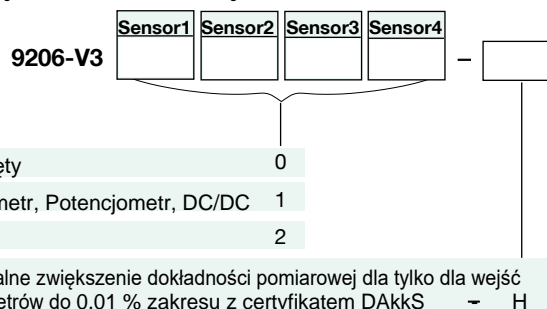 Sensor1 Sensor2 Sensor3 Sensor4
9206-V3 –
ęty 0
metr, Potencjometr, DC/DC 1
2
alne zwiększenie dokładności pomiarowej dla tylko dla wejść
etrów do 0,01 % zakresu z certyfikatem DAkkS – H